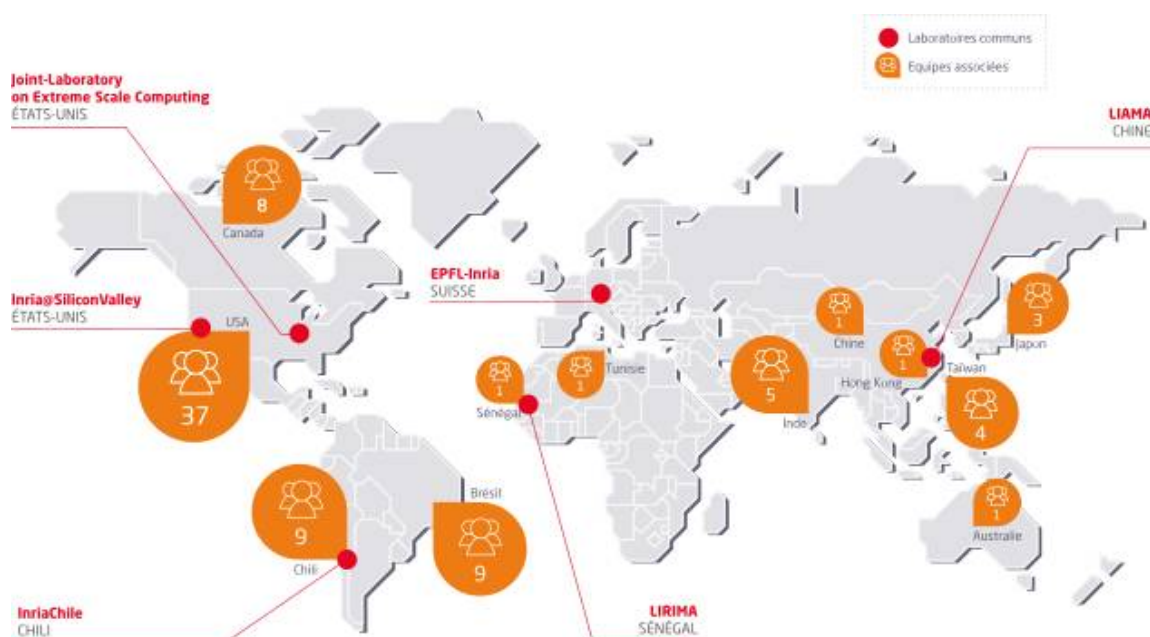 Laboratoires communs
Equipes associées
Joint-Laboratory
on Extreme Scale Computing
ÉTATS-UNIS
LIAMA
CHINE
8
Canada
EPFL-Inria
SUISSE
Inria@SiliconValley
ÉTATS-UNIS
USA
37
1
Chine
3
Japon
1
Hong Kong
Taïwan
4
1
Tunisie
1
Sénégal
5
Inde
Brésil
9
9
Chili
1
Australie
InriaChile
CHILI
LIRIMA
SÉNÉGAL